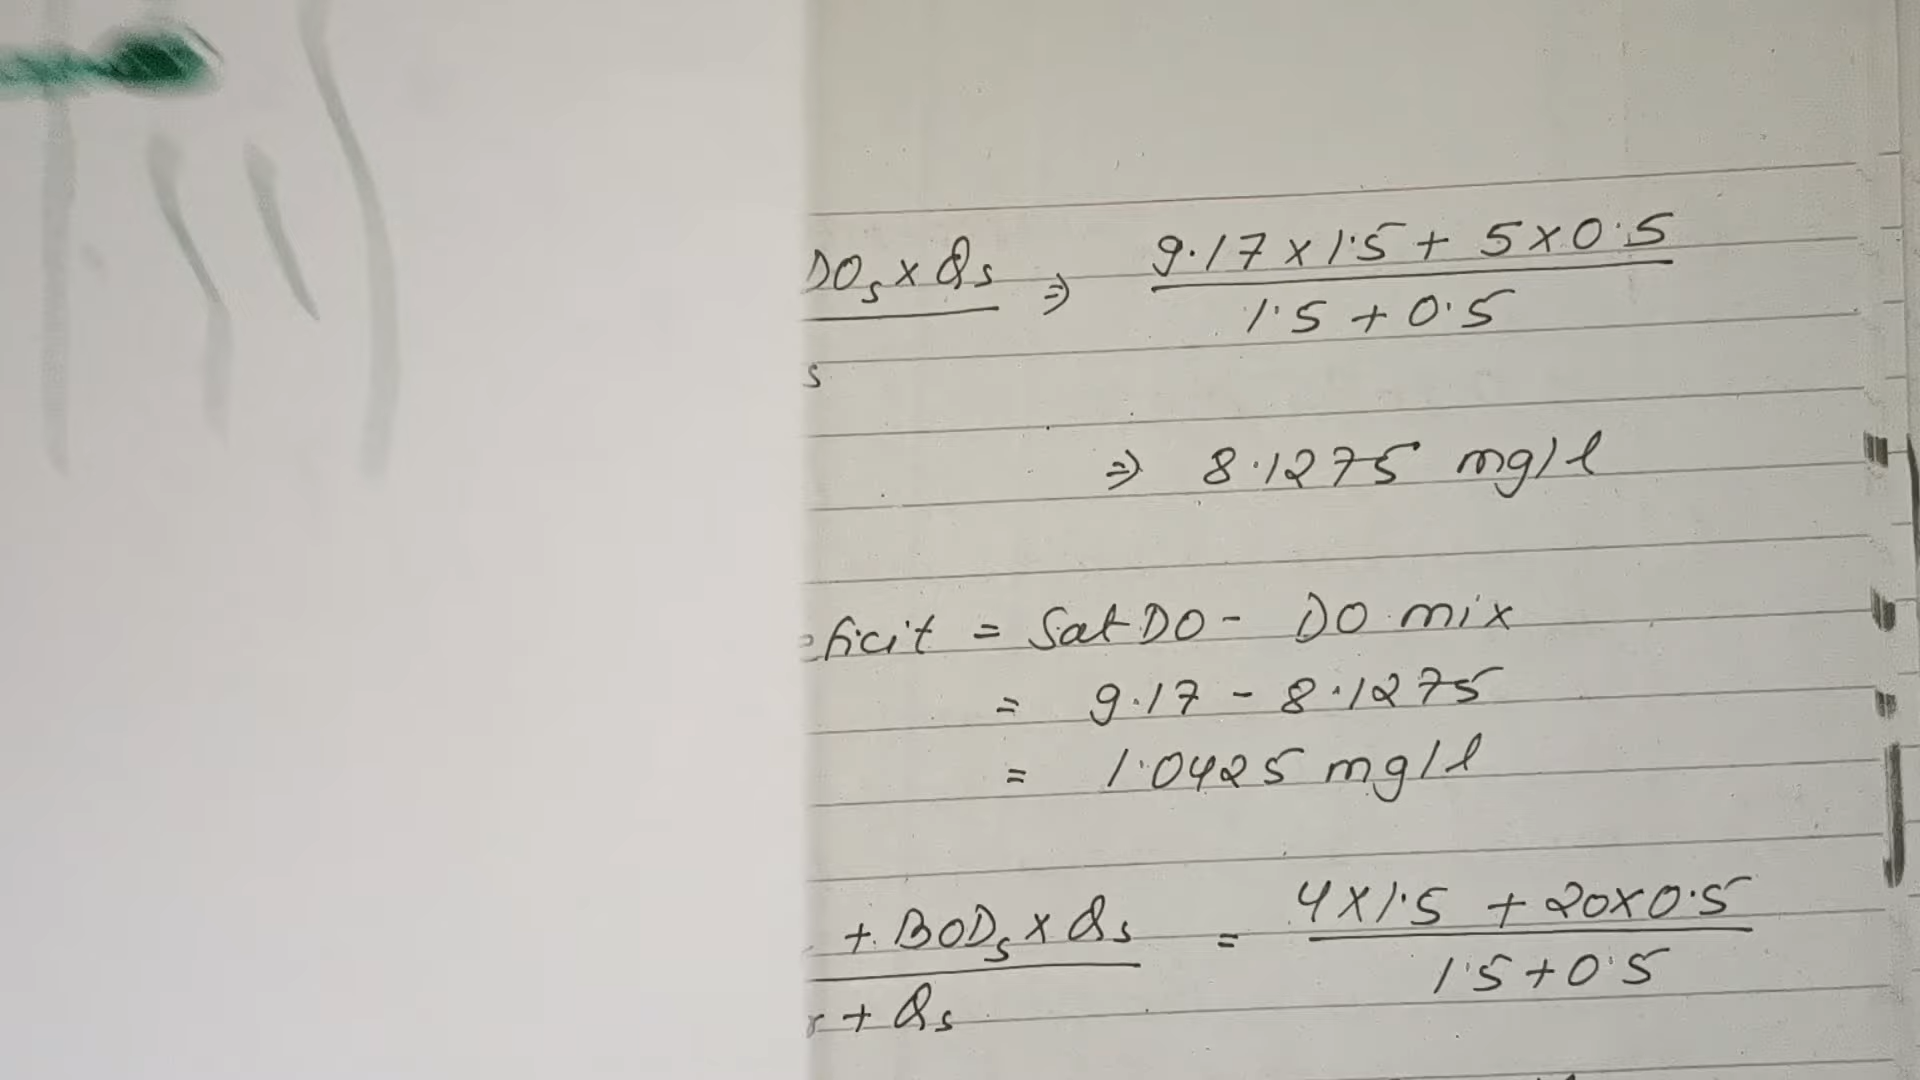 DOs × Qs ⇒ 9.17 × 1.5 + 5 × 0.5
s 1.5 + 0.5
⇒ 8.1275 mg/l
eficit = Sat DO - DO mix
= 9.17 - 8.1275
= 1.0425 mg/l
+ BODs × Qs = 4 × 1.5 + 20 × 0.5
r + Qs 1.5 + 0.5